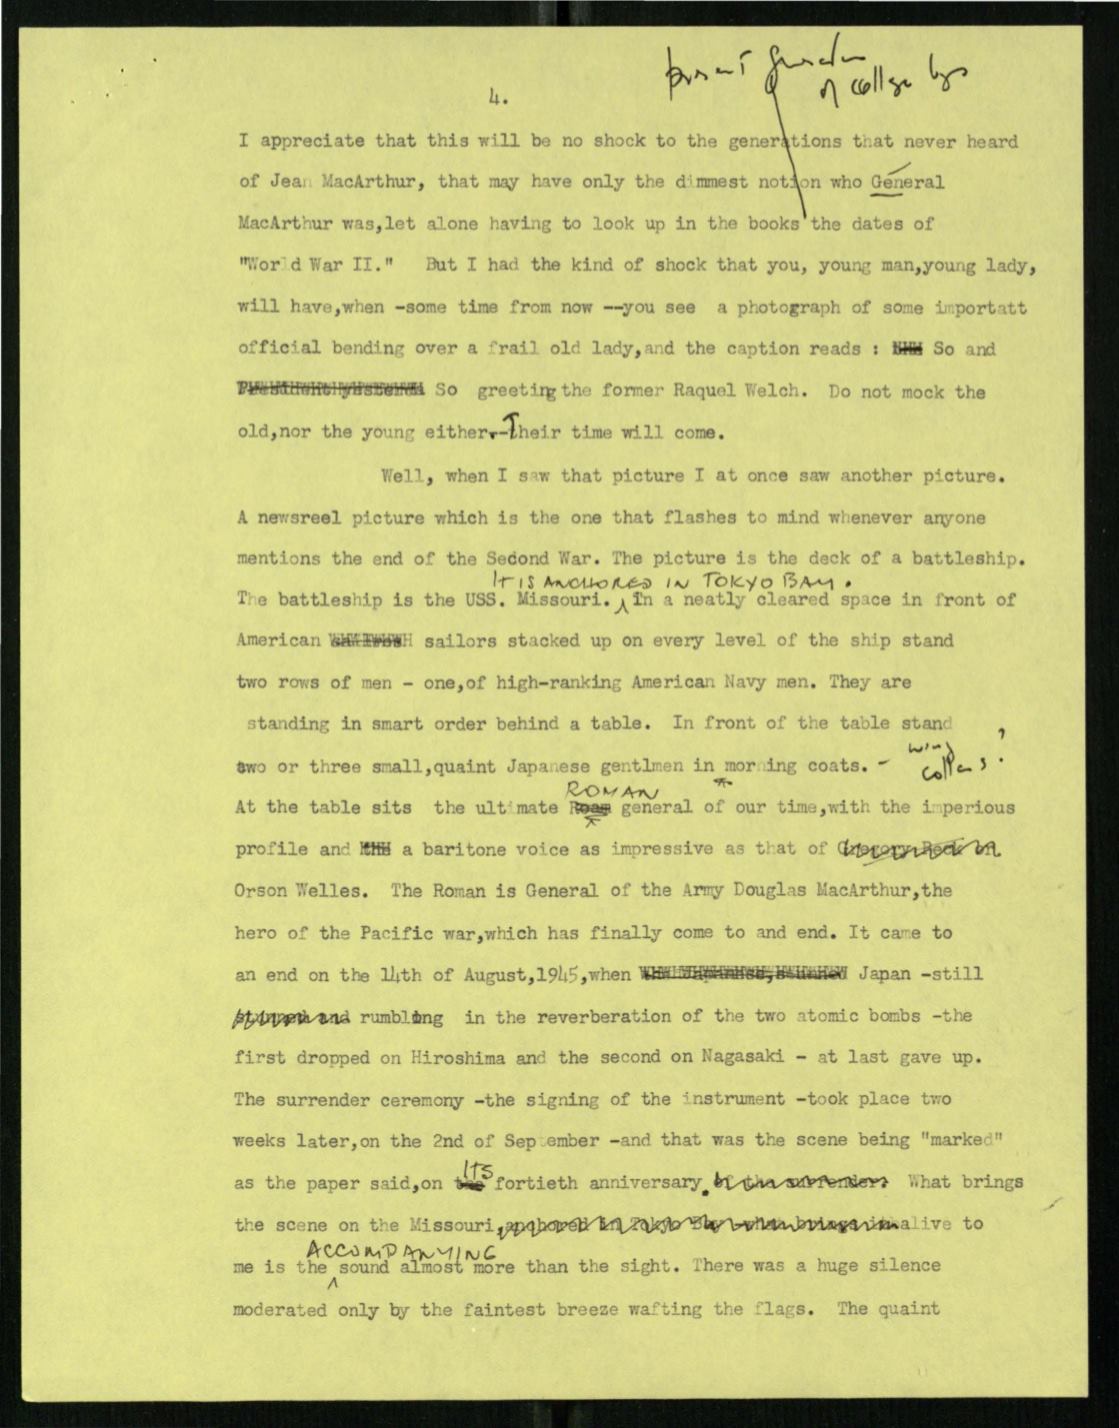 present generation
of college boys
4.
I appreciate that this will be no shock to the generations that never heard
of Jean MacArthur, that may have only the dimmest notion who General
MacArthur was,let alone having to look up in the books the dates of
"World War II." But I had the kind of shock that you, young man,young lady,
will have,when -some time from now --you see a photograph of some importatt
official bending over a frail old lady,and the caption reads : So and
So greeting the former Raquel Welch. Do not mock the
old,nor the young either.-Their time will come.
Well, when I saw that picture I at once saw another picture.
A newsreel picture which is the one that flashes to mind whenever anyone
mentions the end of the Second War. The picture is the deck of a battleship.
IT IS ANCHORED IN TOKYO BAY.
The battleship is the USS. Missouri. In a neatly cleared space in front of
American sailors stacked up on every level of the ship stand
two rows of men - one,of high-ranking American Navy men. They are
standing in smart order behind a table. In front of the table stand
two or three small,quaint Japanese gentlmen in morning coats. - wing collars?
ROMAN
At the table sits the ultimate general of our time,with the imperious
profile and a baritone voice as impressive as that of Gregory Peck or
Orson Welles. The Roman is General of the Army Douglas MacArthur,the
hero of the Pacific war,which has finally come to and end. It came to
an end on the 14th of August,1945,when Japan -still
rumbling in the reverberation of the two atomic bombs -the
first dropped on Hiroshima and the second on Nagasaki - at last gave up.
The surrender ceremony -the signing of the instrument -took place two
weeks later,on the 2nd of September -and that was the scene being "marked"
ITS
as the paper said,on the fortieth anniversary. of the surrender. What brings
the scene on the Missouri,anchored in Tokyo Bay alive to
ACCOMPANYING
me is the sound almost more than the sight. There was a huge silence
moderated only by the faintest breeze wafting the flags. The quaint